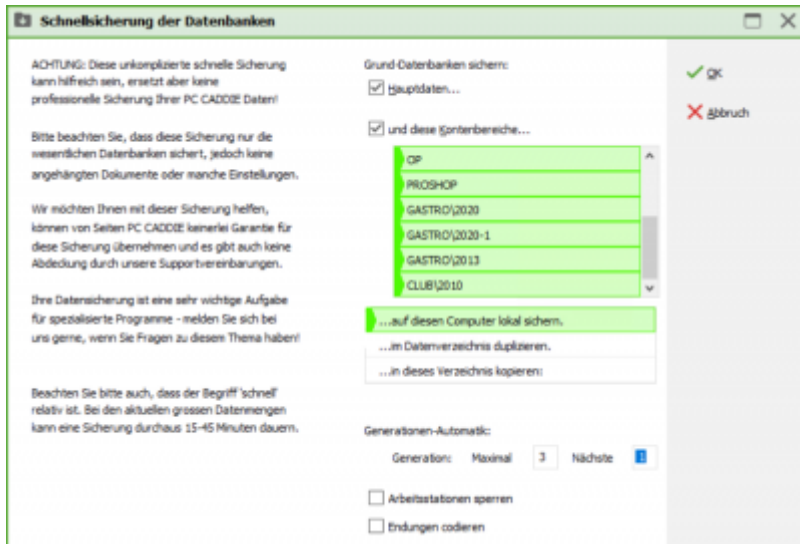 Schnellsicherung der Datenbanken
ACHTUNG: Diese unkomplizierte schnelle Sicherung
kann hilfreich sein, ersetzt aber keine
professionelle Sicherung Ihrer PC CADDIE Daten!
Bitte beachten Sie, dass diese Sicherung nur die
wesentlichen Datenbanken sichert, jedoch keine
angehängten Dokumente oder manche Einstellungen.
Wir möchten Ihnen mit dieser Sicherung helfen,
können von Seiten PC CADDIE keinerlei Garantie für
diese Sicherung übernehmen und es gibt auch keine
Abdeckung durch unsere Supportvereinbarungen.
Ihre Datensicherung ist eine sehr wichtige Aufgabe
für spezialisierte Programme - melden Sie sich bei
uns gerne, wenn Sie Fragen zu diesem Thema haben!
Beachten Sie bitte auch, dass der Begriff 'schnell'
relativ ist. Bei den aktuellen grossen Datenmengen
kann eine Sicherung durchaus 15-45 Minuten dauern.
Grund-Datenbanken sichern:
Hauptdaten...
und diese Kontenbereiche...
OP
PROSHOP
GASTRO\2020
GASTRO\2020-1
GASTRO\2013
CLUB\2010
...auf diesen Computer lokal sichern.
...im Datenverzeichnis duplizieren.
...in dieses Verzeichnis kopieren:
Generationen-Automatik:
Generation: Maximal 3 Nächste 1
Arbeitsstationen sperren
Endungen codieren
OK
Abbruch